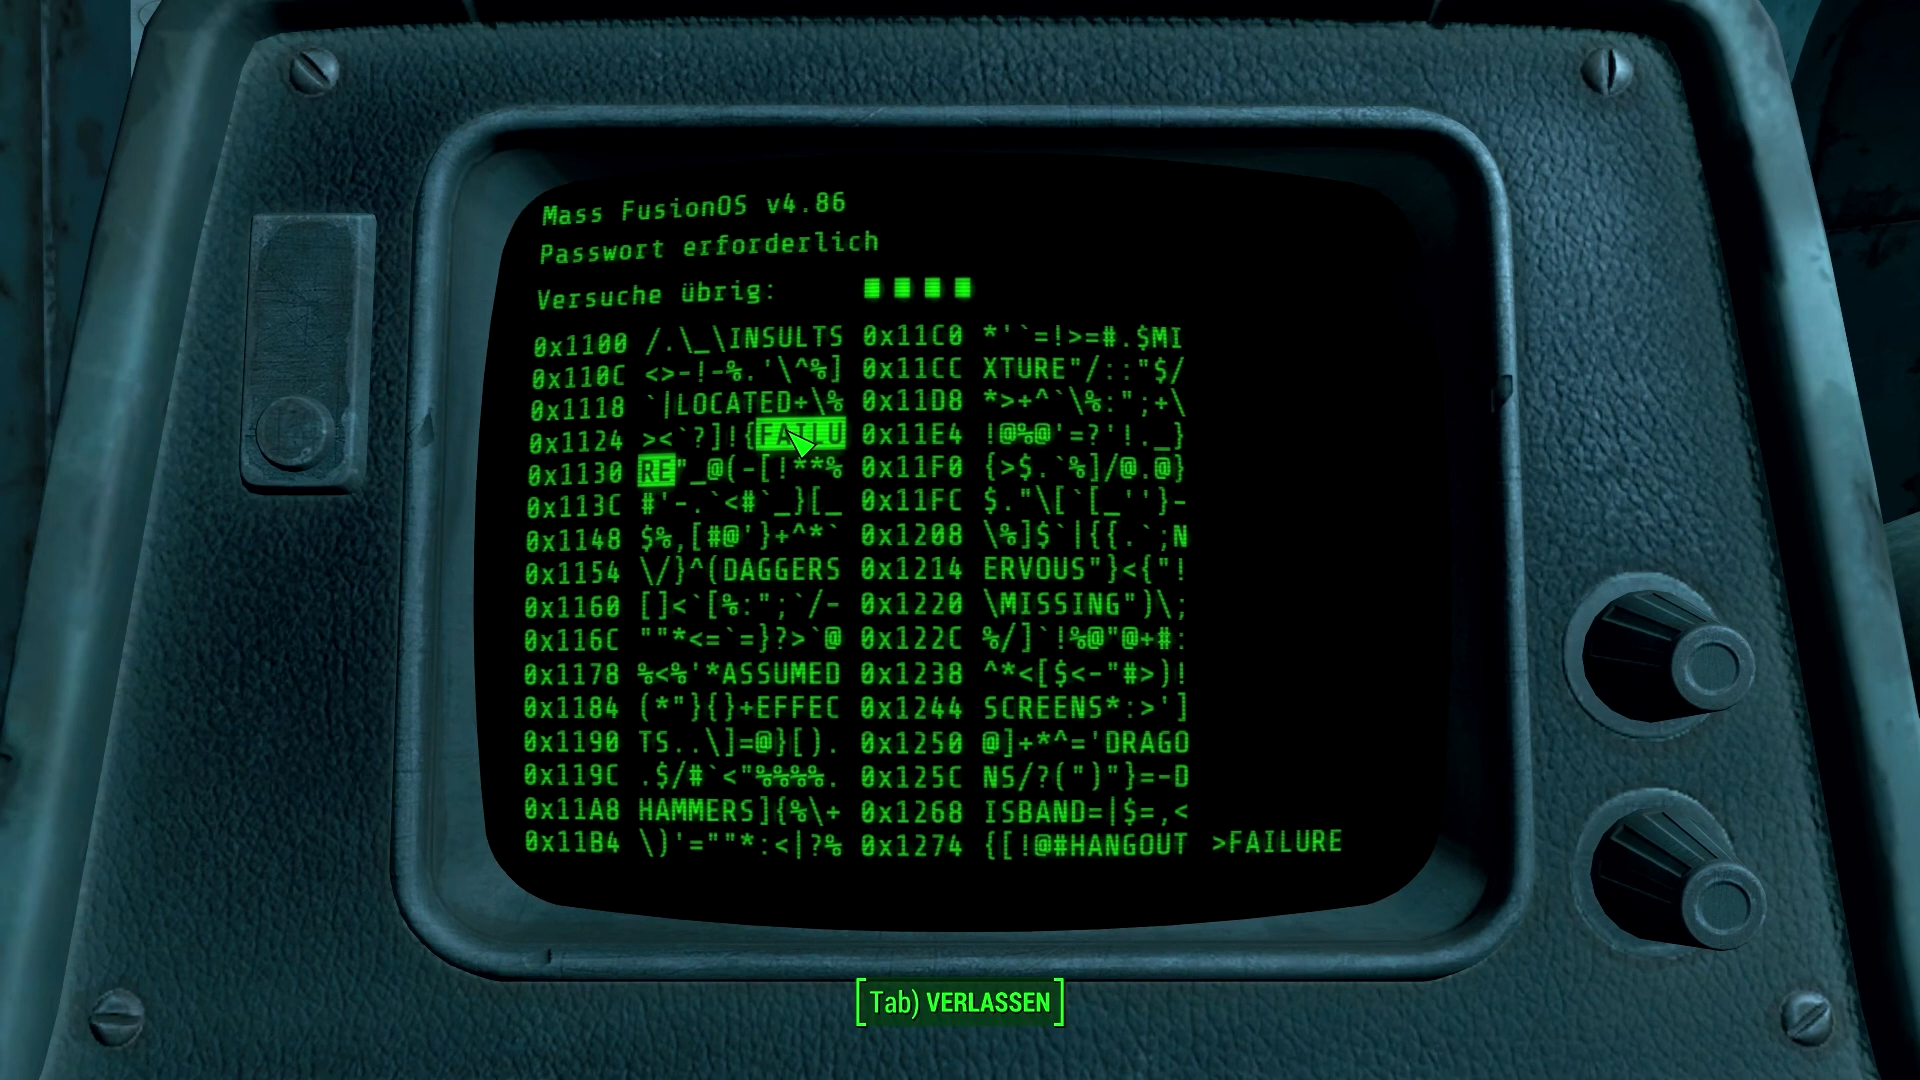 Mass FusionOS v4.86
Passwort erforderlich
Versuche übrig:
0x1100 /.\_\INSULTS 0x11C0 *'`=!>=#.$MI
0x110C <>-!-%.'\^%] 0x11CC XTURE"/::"$/
0x1118 `|LOCATED+\% 0x11D8 *>+^`\%:";+\
0x1124 ><`?]!{FAILU 0x11E4 !@%@'=?'!._}
0x1130 RE"_@(-[!**% 0x11F0 {>$.`%]/@.@}
0x113C #'-.`<#`_}[_ 0x11FC $."\[`[_''}-
0x1148 $%,[#@'}+^*` 0x1208 \%]$`|{{.`;N
0x1154 \/}^(DAGGERS 0x1214 ERVOUS"}<{"!
0x1160 []<`[%:";`/- 0x1220 \MISSING")\;
0x116C ""*<=`=}?>`@ 0x122C %/]`!%@"@+#:
0x1178 %<%'*ASSUMED 0x1238 ^*<[$<-"#>)!
0x1184 (*"}{}+EFFEC 0x1244 SCREENS*:>']
0x1190 TS..\]=@}[). 0x1250 @]+*^='DRAGO
0x119C .$/#`<"%%%%. 0x125C NS/?(")"}=-D
0x11A8 HAMMERS]{%\+ 0x1268 ISBAND=|$=,<
0x11B4 \)'=""*:<|?% 0x1274 {[!@#HANGOUT >FAILURE
[Tab) VERLASSEN]